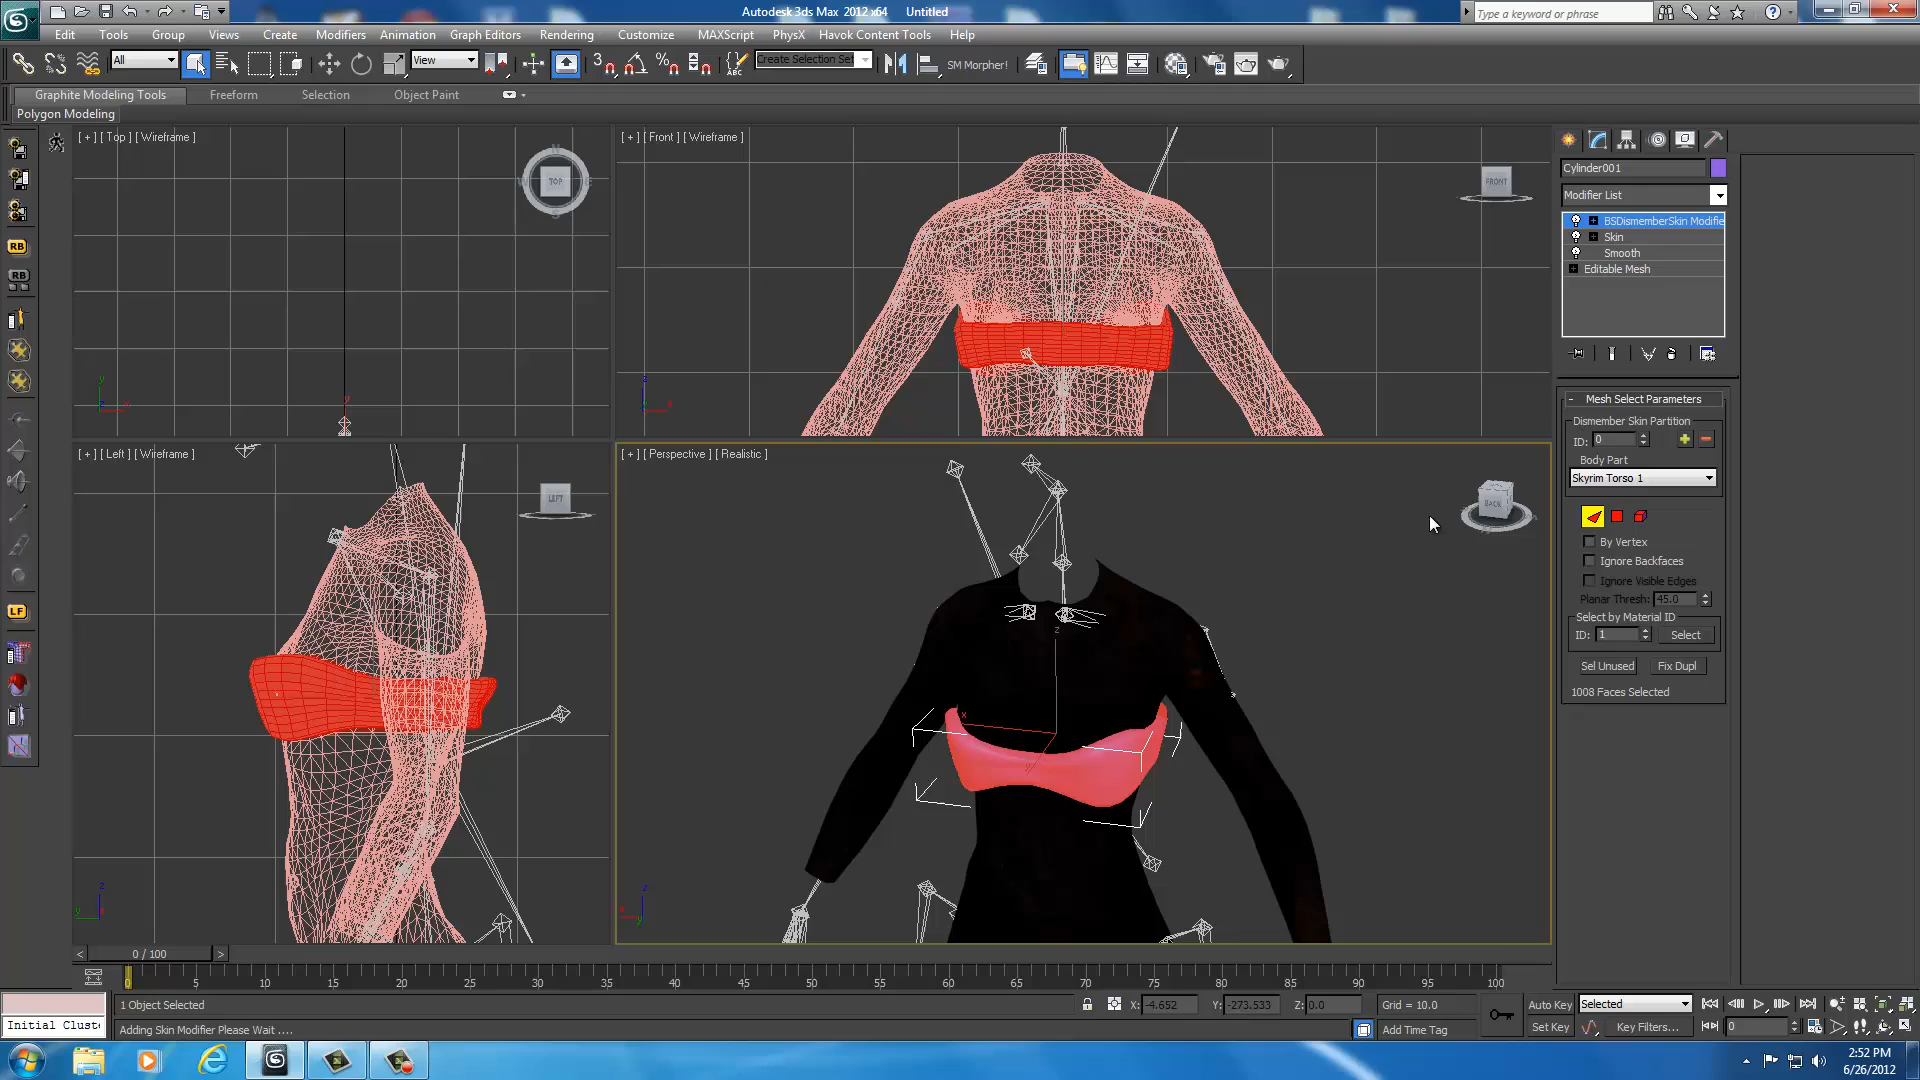 Autodesk 3ds Max 2012 x64 Untitled
Type a keyword or phrase
Edit Tools Group Views Create Modifiers Animation Graph Editors Rendering Customize MAXScript PhysX Havok Content Tools Help
All
View
3
Create Selection Set
SM Morpher!
Graphite Modeling Tools Freeform Selection Object Paint
Polygon Modeling
[ + ] [ Top ] [ Wireframe ]
TOP
[ + ] [ Front ] [ Wireframe ]
FRONT
[ + ] [ Left ] [ Wireframe ]
LEFT
[ + ] [ Perspective ] [ Realistic ]
BACK
RB
RB
LF
Cylinder001
Modifier List
BSDismemberSkin Modifie
Skin
Smooth
Editable Mesh
Mesh Select Parameters
Dismember Skin Partition
ID: 0
Body Part
Skyrim Torso 1
By Vertex
Ignore Backfaces
Ignore Visible Edges
Planar Thresh: 45.0
Select by Material ID
ID: 1 Select
Sel Unused Fix Dupl
1008 Faces Selected
< 0 / 100 >
0 5 10 15 20 25 30 35 40 45 50 55 60 65 70 75 80 85 90 95 100
1 Object Selected
X: -4.652 Y: -273.533 Z: 0.0 Grid = 10.0
Auto Key Selected
Initial Cluste
Adding Skin Modifier Please Wait ....
Add Time Tag
Set Key Key Filters... 0
2:52 PM
6/26/2012